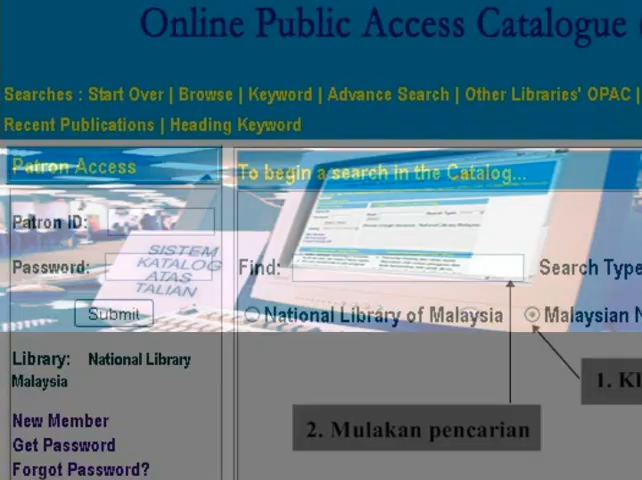 Online Public Access Catalogue (
Searches : Start Over | Browse | Keyword | Advance Search | Other Libraries' OPAC |
Recent Publications | Heading Keyword
Patron Access
To begin a search in the Catalog...
Patron ID:
Password:
SISTEM
KATALOG
ATAS
TALIAN
Find:
Search Type
Submit
National Library of Malaysia
Malaysian N
Library: National Library
Malaysia
1. Kl
2. Mulakan pencarian
New Member
Get Password
Forgot Password?